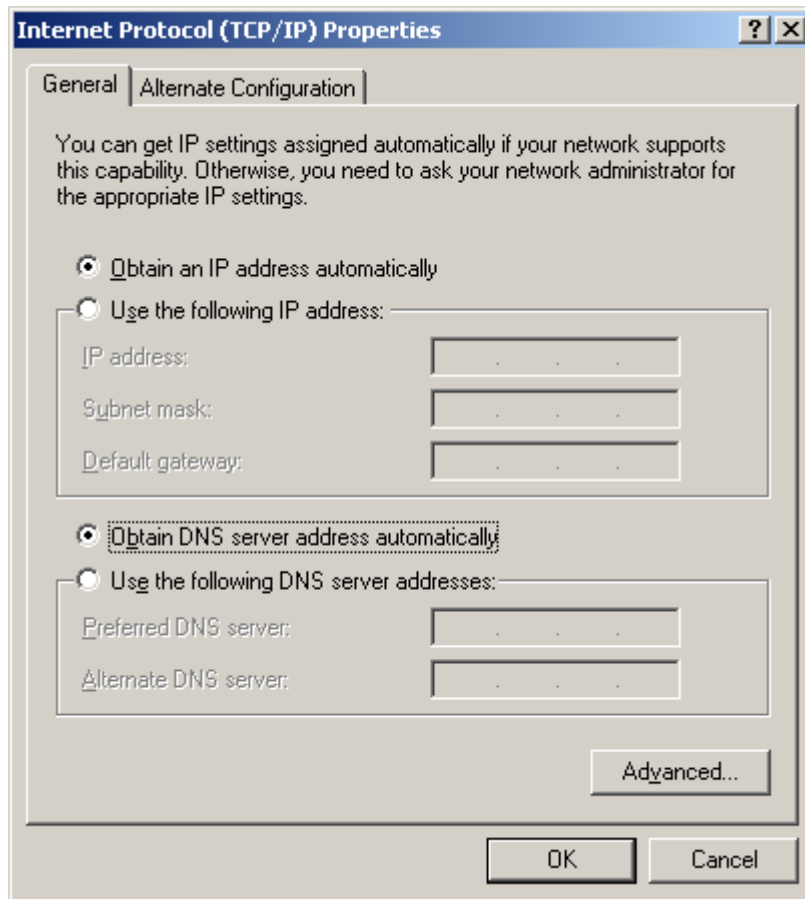 Internet Protocol (TCP/IP) Properties
General
Alternate Configuration
You can get IP settings assigned automatically if your network supports
this capability. Otherwise, you need to ask your network administrator for
the appropriate IP settings.
Obtain an IP address automatically
Use the following IP address:
IP address:
Subnet mask:
Default gateway:
Obtain DNS server address automatically
Use the following DNS server addresses:
Preferred DNS server:
Alternate DNS server:
Advanced...
OK
Cancel